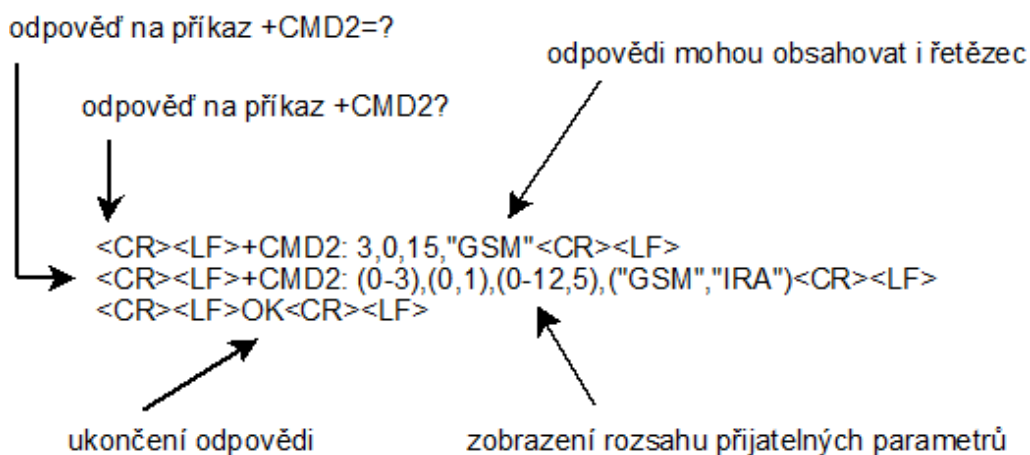 odpověď na příkaz +CMD2=?
odpovědi mohou obsahovat i řetězec
odpověď na příkaz +CMD2?
<CR><LF>+CMD2: 3,0,15,"GSM"<CR><LF>
<CR><LF>+CMD2: (0-3),(0,1),(0-12,5),("GSM","IRA")<CR><LF>
<CR><LF>OK<CR><LF>
ukončení odpovědi
zobrazení rozsahu přijatelných parametrů